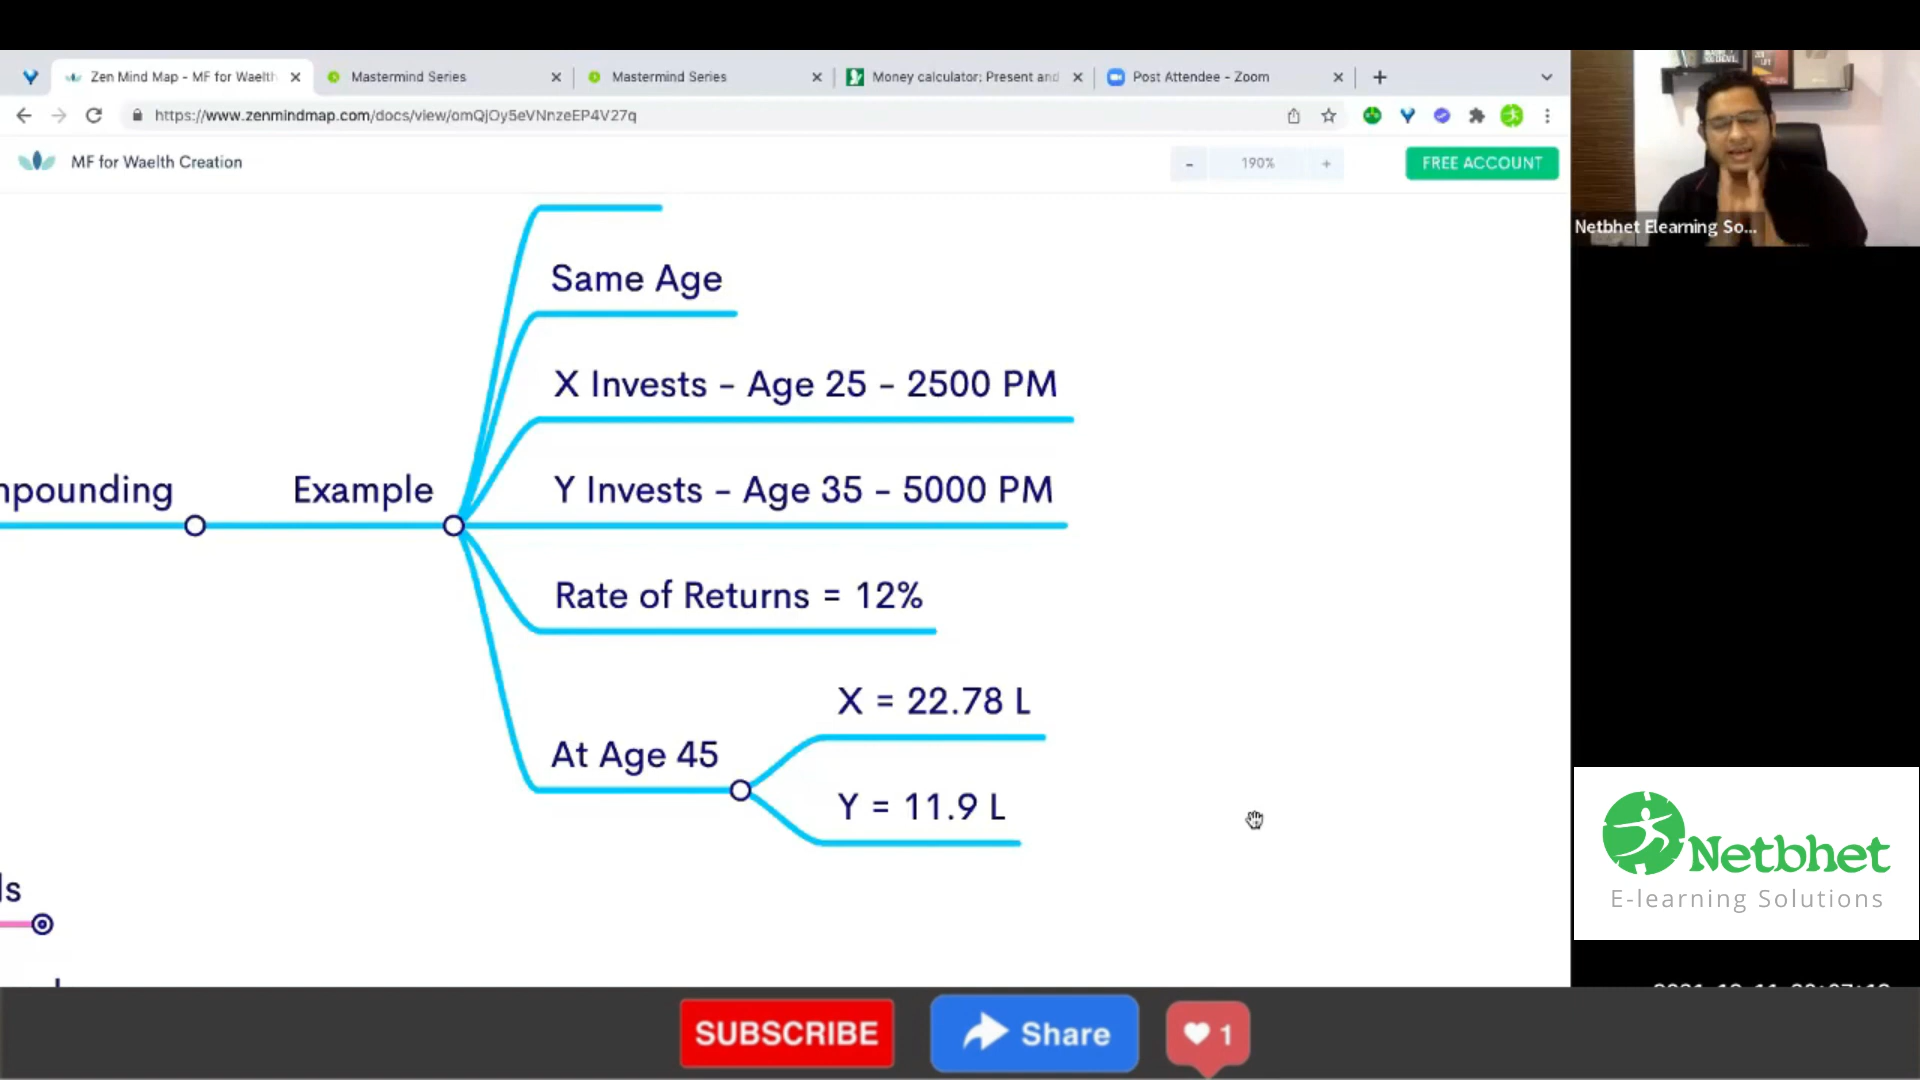 Zen Mind Map - MF for Waelth
Mastermind Series
Mastermind Series
Money calculator: Present and
Post Attendee - Zoom
https://www.zenmindmap.com/docs/view/omQjOy5eVNnzeEP4V27q
MF for Waelth Creation
-
190%
+
FREE ACCOUNT
Netbhet Elearning So...
Same Age
X Invests - Age 25 - 2500 PM
mpounding
Example
Y Invests - Age 35 - 5000 PM
Rate of Returns = 12%
X = 22.78 L
At Age 45
Y = 11.9 L
ls
Netbhet
E-learning Solutions
SUBSCRIBE
Share
1